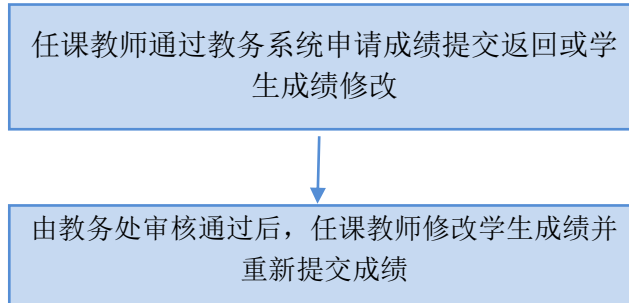 任课教师通过教务系统申请成绩提交返回或学
生成绩修改
由教务处审核通过后，任课教师修改学生成绩并
重新提交成绩